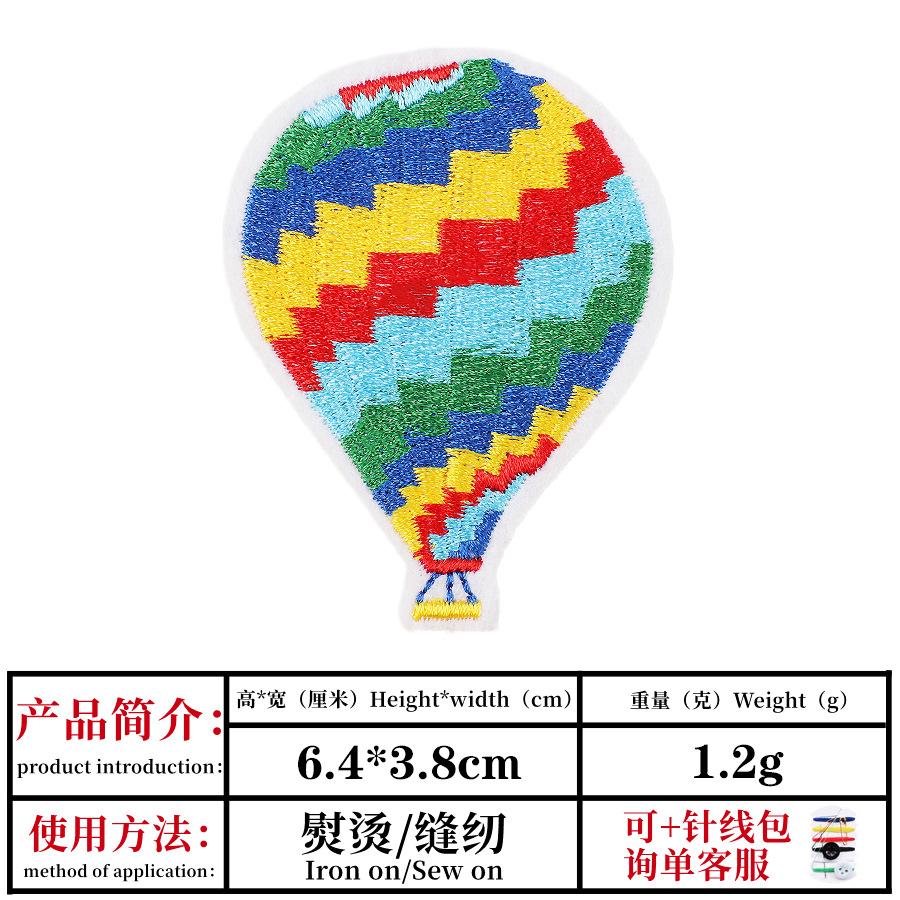 产品简介:
product introduction:
高*宽（厘米）Height*width（cm）
重量（克）Weight（g）
6.4*3.8cm
1.2g
使用方法:
method of application:
熨烫/缝纫
Iron on/Sew on
可+针线包
询单客服